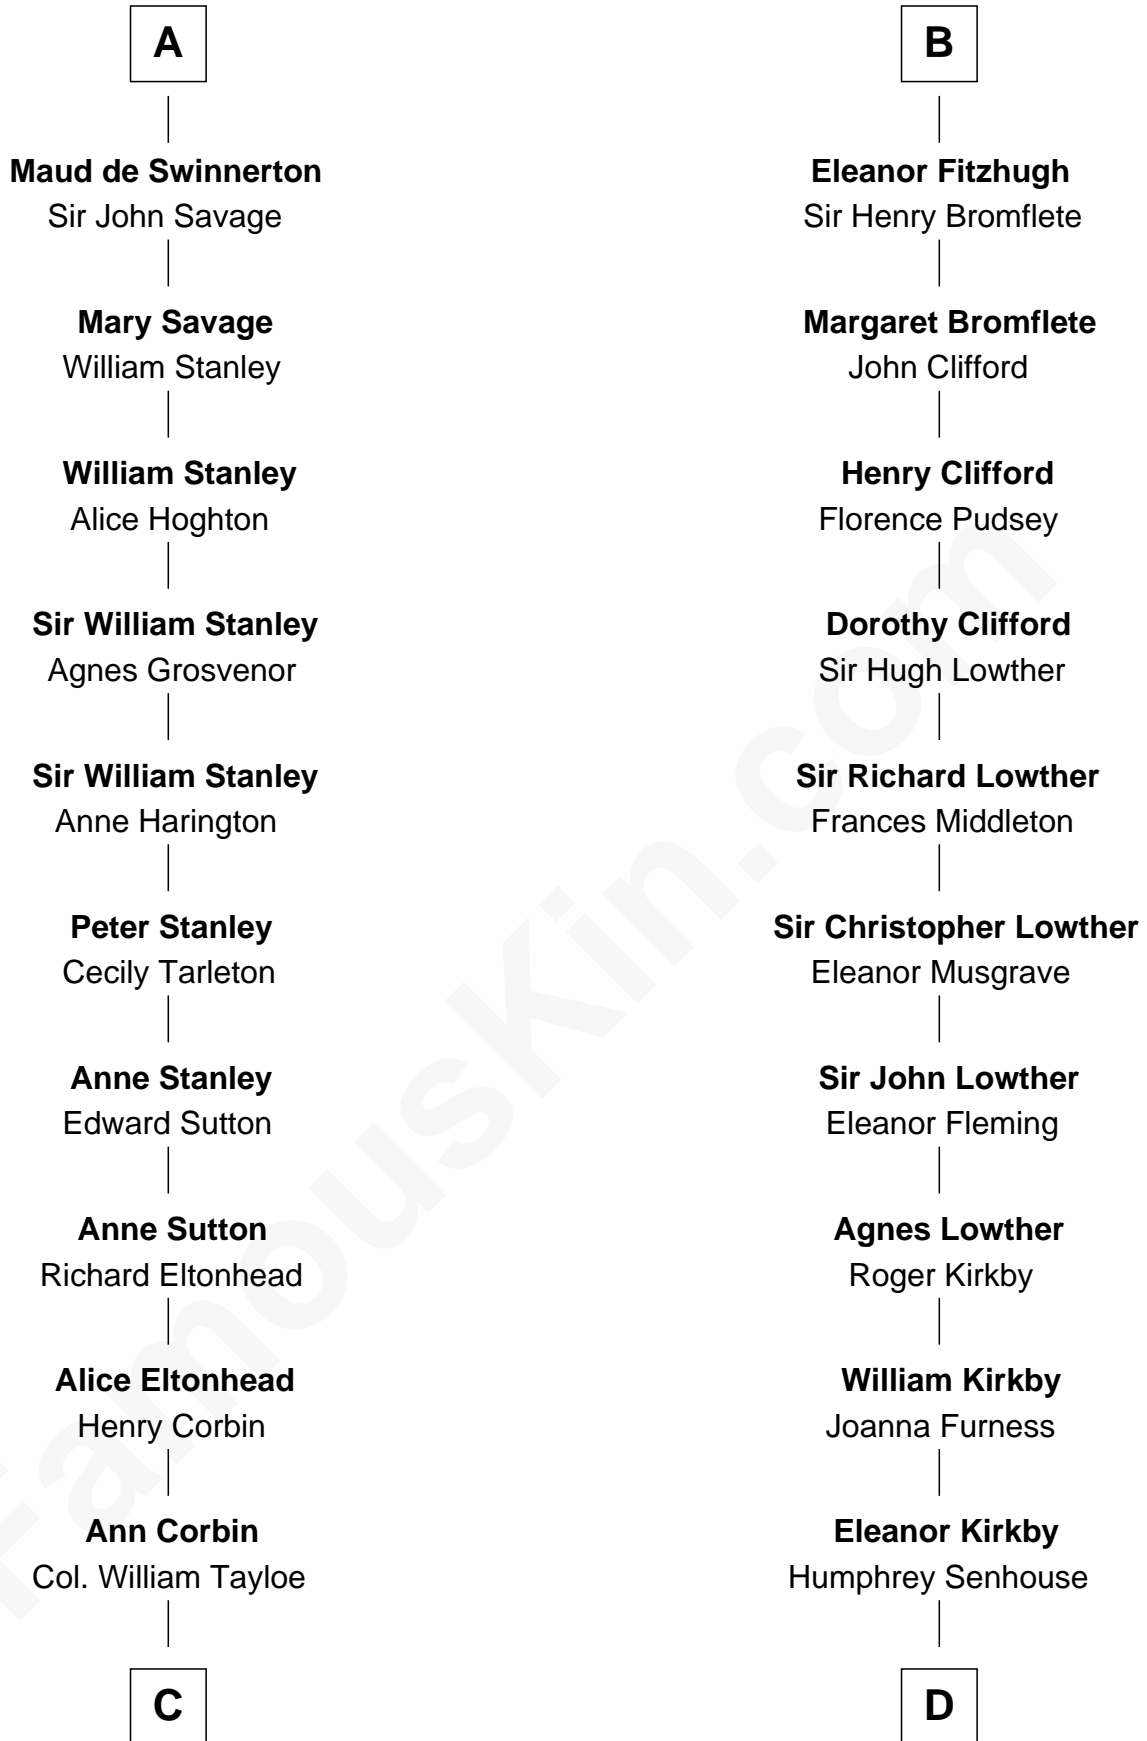 A
Maud de Swinnerton
Sir John Savage
Mary Savage
William Stanley
William Stanley
Alice Hoghton
Sir William Stanley
Agnes Grosvenor
Sir William Stanley
Anne Harington
Peter Stanley
Cecily Tarleton
Anne Stanley
Edward Sutton
Anne Sutton
Richard Eltonhead
Alice Eltonhead
Henry Corbin
Ann Corbin
Col. William Tayloe
C
B
Eleanor Fitzhugh
Sir Henry Bromflete
Margaret Bromflete
John Clifford
Henry Clifford
Florence Pudsey
Dorothy Clifford
Sir Hugh Lowther
Sir Richard Lowther
Frances Middleton
Sir Christopher Lowther
Eleanor Musgrave
Sir John Lowther
Eleanor Fleming
Agnes Lowther
Roger Kirkby
William Kirkby
Joanna Furness
Eleanor Kirkby
Humphrey Senhouse
D
FamousKin.com